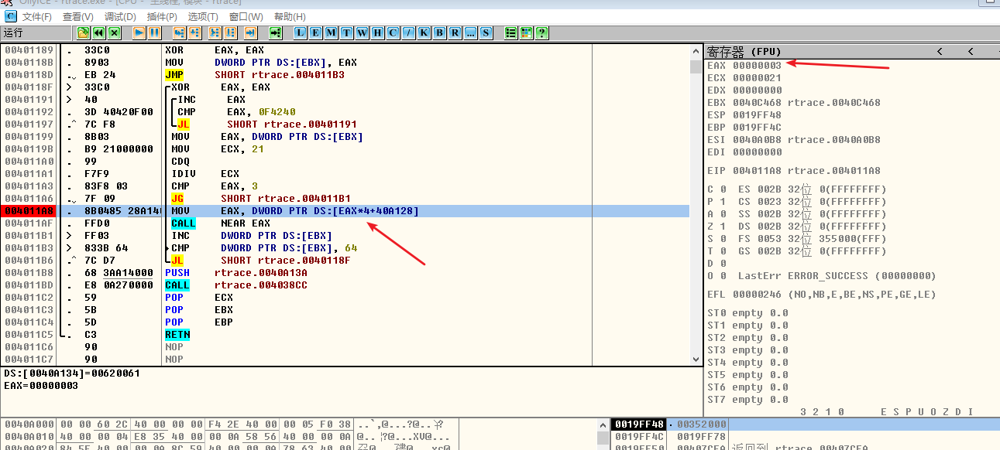 OllyICE - rtrace.exe - [CPU - 主线程, 模块 - rtrace]
C 文件(F) 查看(V) 调试(D) 插件(P) 选项(T) 窗口(W) 帮助(H)
运行 L E M T W H C / K B R ... S ?
00401189 . 33C0 XOR EAX, EAX
0040118B . 8903 MOV DWORD PTR DS:[EBX], EAX
0040118D . EB 24 JMP SHORT rtrace.004011B3
0040118F > 33C0 XOR EAX, EAX
00401191 > 40 INC EAX
00401192 . 3D 40420F00 CMP EAX, 0F4240
00401197 .^ 7C F8 JL SHORT rtrace.00401191
00401199 . 8B03 MOV EAX, DWORD PTR DS:[EBX]
0040119B . B9 21000000 MOV ECX, 21
004011A0 . 99 CDQ
004011A1 . F7F9 IDIV ECX
004011A3 . 83F8 03 CMP EAX, 3
004011A6 . 7F 09 JG SHORT rtrace.004011B1
004011A8 . 8B0485 28A140 MOV EAX, DWORD PTR DS:[EAX*4+40A128]
004011AF . FFD0 CALL NEAR EAX
004011B1 > FF03 INC DWORD PTR DS:[EBX]
004011B3 > 833B 64 CMP DWORD PTR DS:[EBX], 64
004011B6 .^ 7C D7 JL SHORT rtrace.0040118F
004011B8 . 68 3AA14000 PUSH rtrace.0040A13A
004011BD . E8 0A270000 CALL rtrace.004038CC
004011C2 . 59 POP ECX
004011C3 . 5B POP EBX
004011C4 . 5D POP EBP
004011C5 . C3 RETN
004011C6 90 NOP
004011C7 90 NOP
DS:[0040A134]=00620061
EAX=00000003
寄存器 (FPU) < <
EAX 00000003
ECX 00000021
EDX 00000000
EBX 0040C468 rtrace.0040C468
ESP 0019FF48
EBP 0019FF4C
ESI 0040A0B8 rtrace.0040A0B8
EDI 00000000
EIP 004011A8 rtrace.004011A8
C 0 ES 002B 32位 0(FFFFFFFF)
P 1 CS 0023 32位 0(FFFFFFFF)
A 0 SS 002B 32位 0(FFFFFFFF)
Z 1 DS 002B 32位 0(FFFFFFFF)
S 0 FS 0053 32位 355000(FFF)
T 0 GS 002B 32位 0(FFFFFFFF)
D 0
O 0 LastErr ERROR_SUCCESS (00000000)
EFL 00000246 (NO,NB,E,BE,NS,PE,GE,LE)
ST0 empty 0.0
ST1 empty 0.0
ST2 empty 0.0
ST3 empty 0.0
ST4 empty 0.0
ST5 empty 0.0
ST6 empty 0.0
ST7 empty 0.0
3 2 1 0 E S P U O Z D I
0040A000 00 00 60 2C 40 00 00 00 F4 2E 40 00 00 05 F0 38
0040A010 40 00 00 04 E8 35 40 00 00 0A 58 56 40 00 00 0A
0019FF48 00352000
0019FF4C 0019FF78
0019FF50 00407CEA 返回到 rtrace.00407CEA